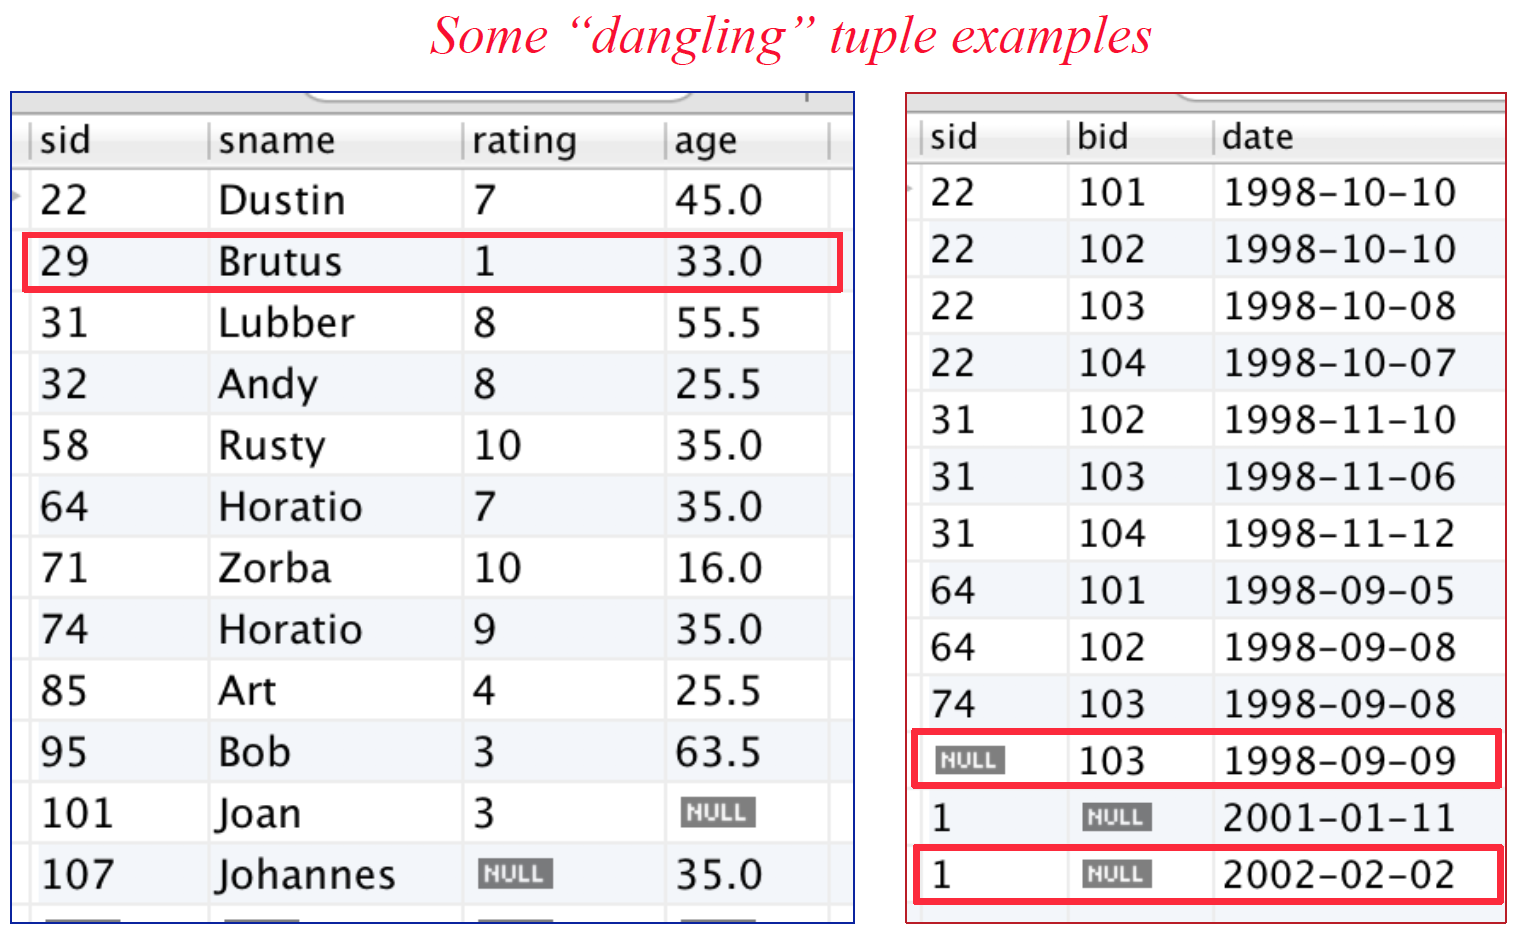 Some “dangling” tuple examples
sid sname rating age
22 Dustin 7 45.0
29 Brutus 1 33.0
31 Lubber 8 55.5
32 Andy 8 25.5
58 Rusty 10 35.0
64 Horatio 7 35.0
71 Zorba 10 16.0
74 Horatio 9 35.0
85 Art 4 25.5
95 Bob 3 63.5
101 Joan 3 NULL
107 Johannes NULL 35.0
sid bid date
22 101 1998-10-10
22 102 1998-10-10
22 103 1998-10-08
22 104 1998-10-07
31 102 1998-11-10
31 103 1998-11-06
31 104 1998-11-12
64 101 1998-09-05
64 102 1998-09-08
74 103 1998-09-08
NULL 103 1998-09-09
1 NULL 2001-01-11
1 NULL 2002-02-02